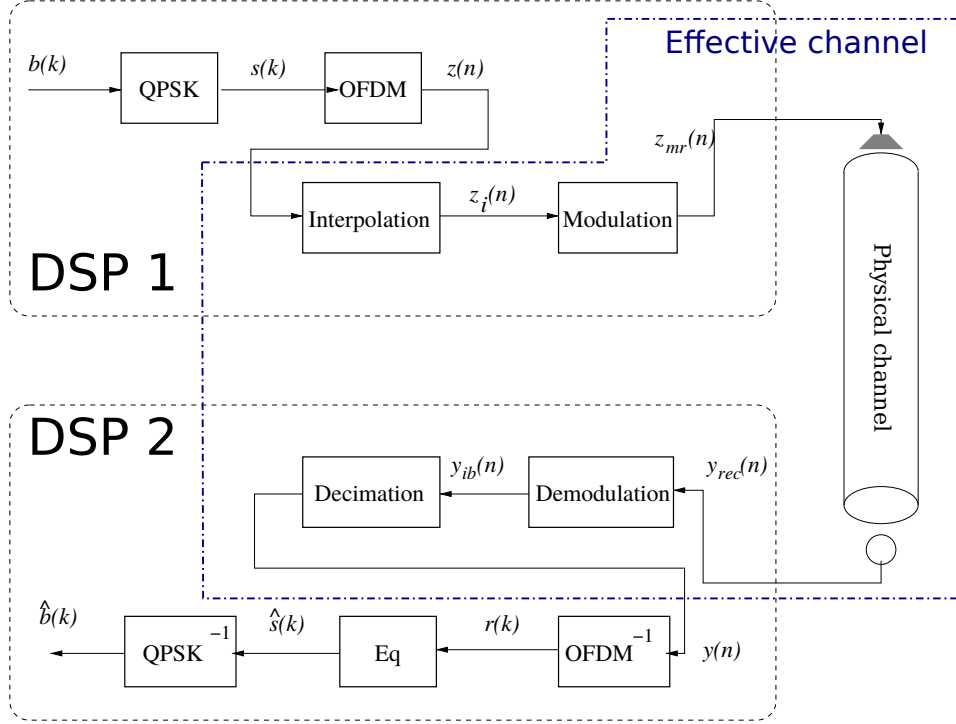 Effective channel
b(k)
s(k)
z(n)
QPSK
OFDM
z_mr(n)
z_i(n)
Interpolation
Modulation
DSP 1
Physical channel
DSP 2
y_ib(n)
y_rec(n)
Decimation
Demodulation
b̂(k)
ŝ(k)
r(k)
y(n)
QPSK⁻¹
Eq
OFDM⁻¹